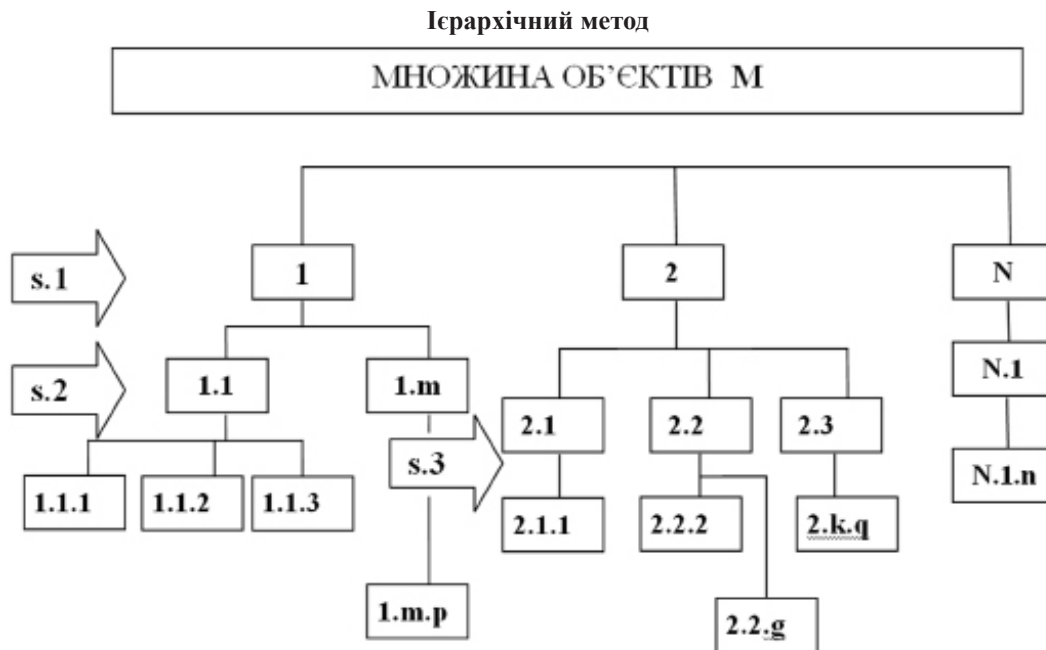 Ієрархічний метод
МНОЖИНА ОБ’ЄКТІВ М
s.1
1
2
N
s.2
1.1
1.m
N.1
2.1
2.2
2.3
s.3
1.1.1
1.1.2
1.1.3
N.1.n
2.1.1
2.2.2
2.k.q
1.m.p
2.2.g